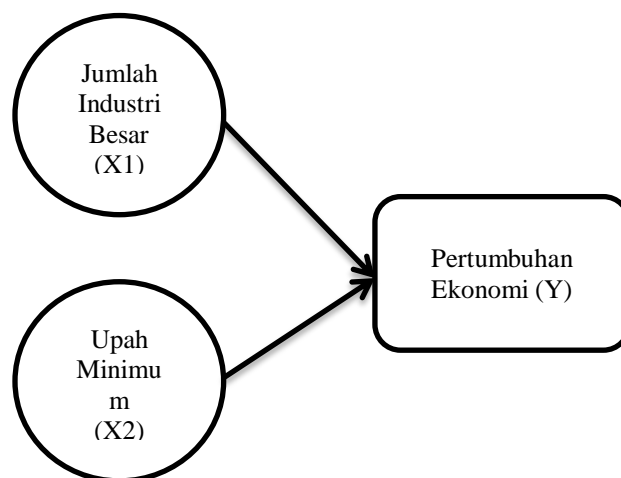 Jumlah
Industri
Besar
(X1)
Pertumbuhan
Ekonomi (Y)
Upah
Minimu
m
(X2)